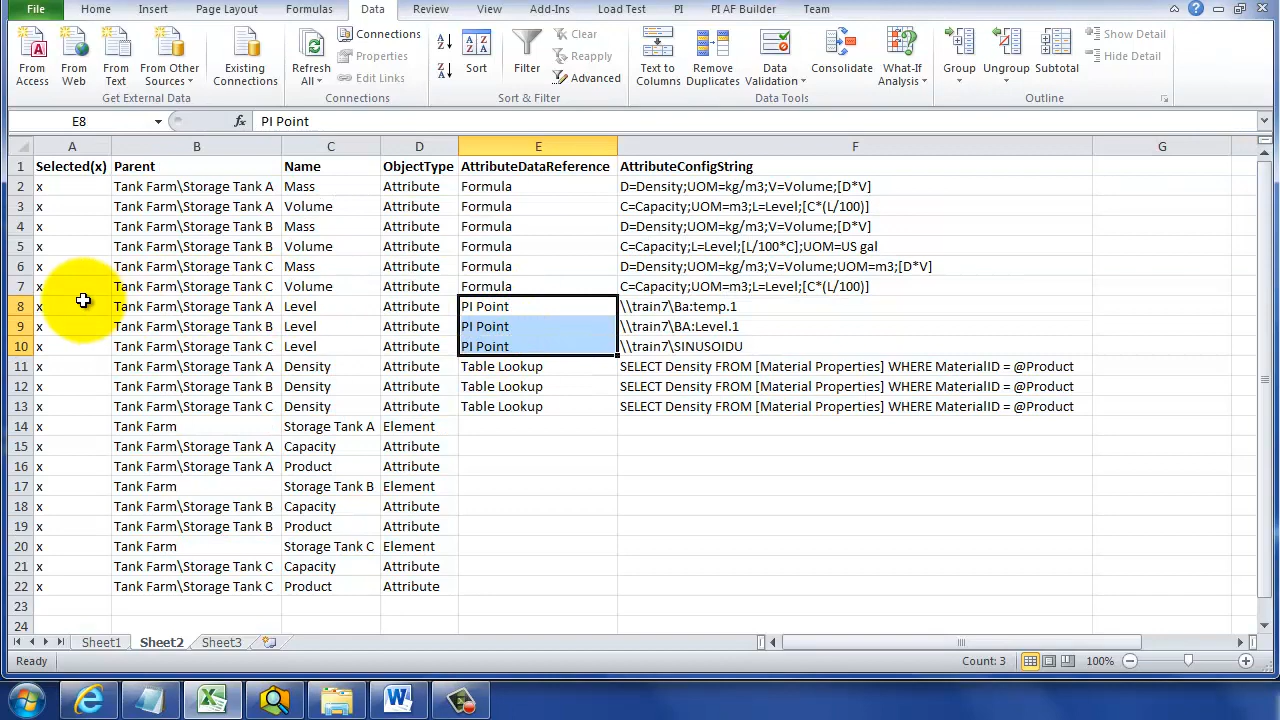 File Home Insert Page Layout Formulas Data Review View Add-Ins Load Test PI PI AF Builder Team
From Access From Web From Text From Other Sources Existing Connections Refresh All Connections Properties Edit Links Sort Filter Clear Reapply Advanced Text to Columns Remove Duplicates Data Validation Consolidate What-If Analysis Group Ungroup Subtotal Show Detail Hide Detail
Get External Data Connections Sort & Filter Data Tools Outline
E8 fx PI Point
A B C D E F G
1 Selected(x) Parent Name ObjectType AttributeDataReference AttributeConfigString
2 x Tank Farm\Storage Tank A Mass Attribute Formula D=Density;UOM=kg/m3;V=Volume;[D*V]
3 x Tank Farm\Storage Tank A Volume Attribute Formula C=Capacity;UOM=m3;L=Level;[C*(L/100)]
4 x Tank Farm\Storage Tank B Mass Attribute Formula D=Density;UOM=kg/m3;V=Volume;[D*V]
5 x Tank Farm\Storage Tank B Volume Attribute Formula C=Capacity;L=Level;[L/100*C];UOM=US gal
6 x Tank Farm\Storage Tank C Mass Attribute Formula D=Density;V=Volume;UOM=m3;[D*V]
7 x Tank Farm\Storage Tank C Volume Attribute Formula C=Capacity;UOM=m3;L=Level;[C*(L/100)]
8 x Tank Farm\Storage Tank A Level Attribute PI Point \\train7\Ba:temp.1
9 x Tank Farm\Storage Tank B Level Attribute PI Point \\train7\BA:Level.1
10 x Tank Farm\Storage Tank C Level Attribute PI Point \\train7\SINUSOIDU
11 x Tank Farm\Storage Tank A Density Attribute Table Lookup SELECT Density FROM [Material Properties] WHERE MaterialID = @Product
12 x Tank Farm\Storage Tank B Density Attribute Table Lookup SELECT Density FROM [Material Properties] WHERE MaterialID = @Product
13 x Tank Farm\Storage Tank C Density Attribute Table Lookup SELECT Density FROM [Material Properties] WHERE MaterialID = @Product
14 x Tank Farm Storage Tank A Element
15 x Tank Farm\Storage Tank A Capacity Attribute
16 x Tank Farm\Storage Tank A Product Attribute
17 x Tank Farm Storage Tank B Element
18 x Tank Farm\Storage Tank B Capacity Attribute
19 x Tank Farm\Storage Tank B Product Attribute
20 x Tank Farm Storage Tank C Element
21 x Tank Farm\Storage Tank C Capacity Attribute
22 x Tank Farm\Storage Tank C Product Attribute
23
24
Sheet1 Sheet2 Sheet3
Ready Count: 3 100%